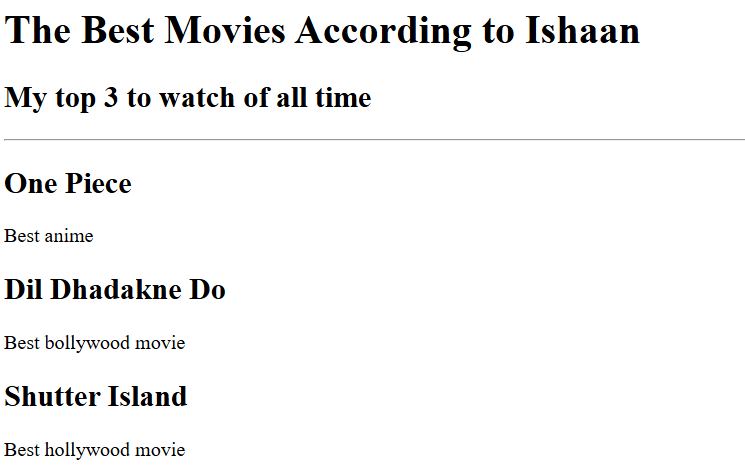 The Best Movies According to Ishaan
My top 3 to watch of all time
One Piece
Best anime
Dil Dhadakne Do
Best bollywood movie
Shutter Island
Best hollywood movie